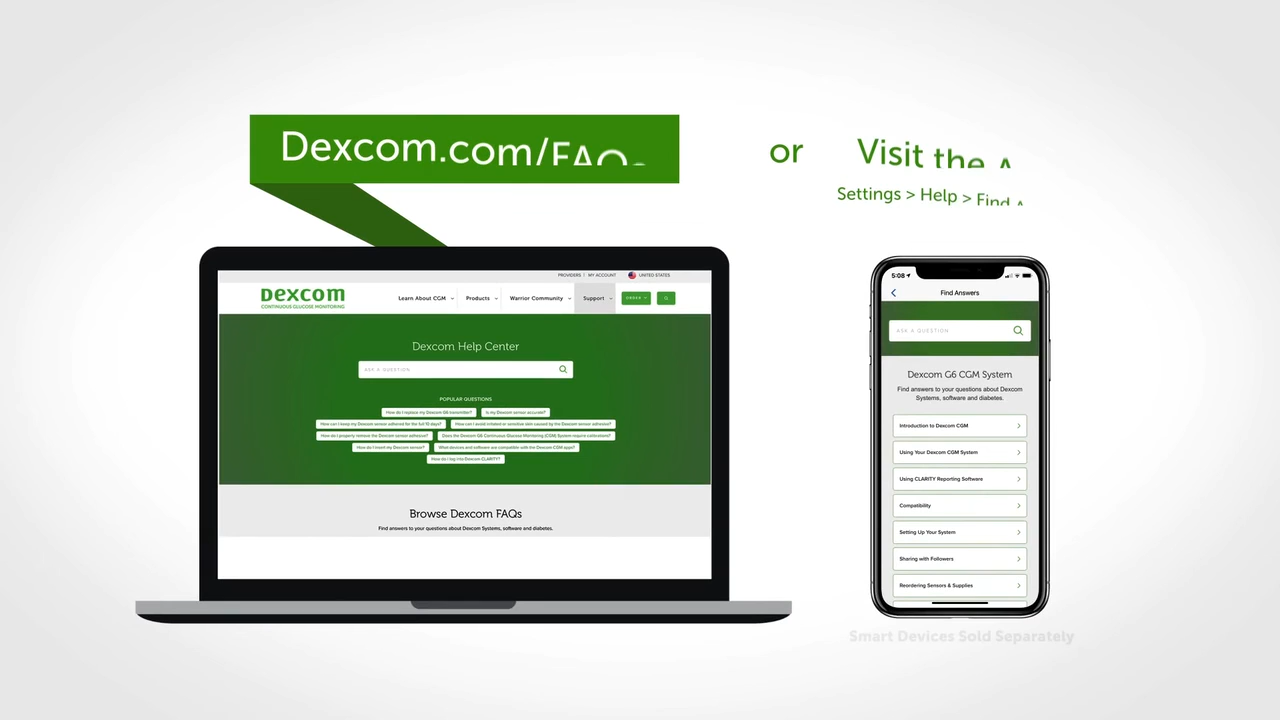 Dexcom.com/FAQs
or
Visit the A
Settings > Help > Find A
PROVIDERS | MY ACCOUNT UNITED STATES
Dexcom
CONTINUOUS GLUCOSE MONITORING
Learn About CGM Products Warrior Community Support ORDER
Dexcom Help Center
ASK A QUESTION
POPULAR QUESTIONS
How do I replace my Dexcom G6 transmitter? Is my Dexcom sensor accurate?
How can I keep my Dexcom sensor adhered for the full 10 days? How can I avoid irritated or sensitive skin caused by the Dexcom sensor adhesive?
How do I properly remove the Dexcom sensor adhesive? Does the Dexcom G6 Continuous Glucose Monitoring (CGM) System require calibrations?
How do I insert my Dexcom sensor? What devices and software are compatible with the Dexcom CGM apps?
How do I log into Dexcom CLARITY?
Browse Dexcom FAQs
Find answers to your questions about Dexcom Systems, software and diabetes.
5:08
Find Answers
ASK A QUESTION
Dexcom G6 CGM System
Find answers to your questions about Dexcom
Systems, software and diabetes.
Introduction to Dexcom CGM
Using Your Dexcom CGM System
Using CLARITY Reporting Software
Compatibility
Setting Up Your System
Sharing with Followers
Reordering Sensors & Supplies
Smart Devices Sold Separately